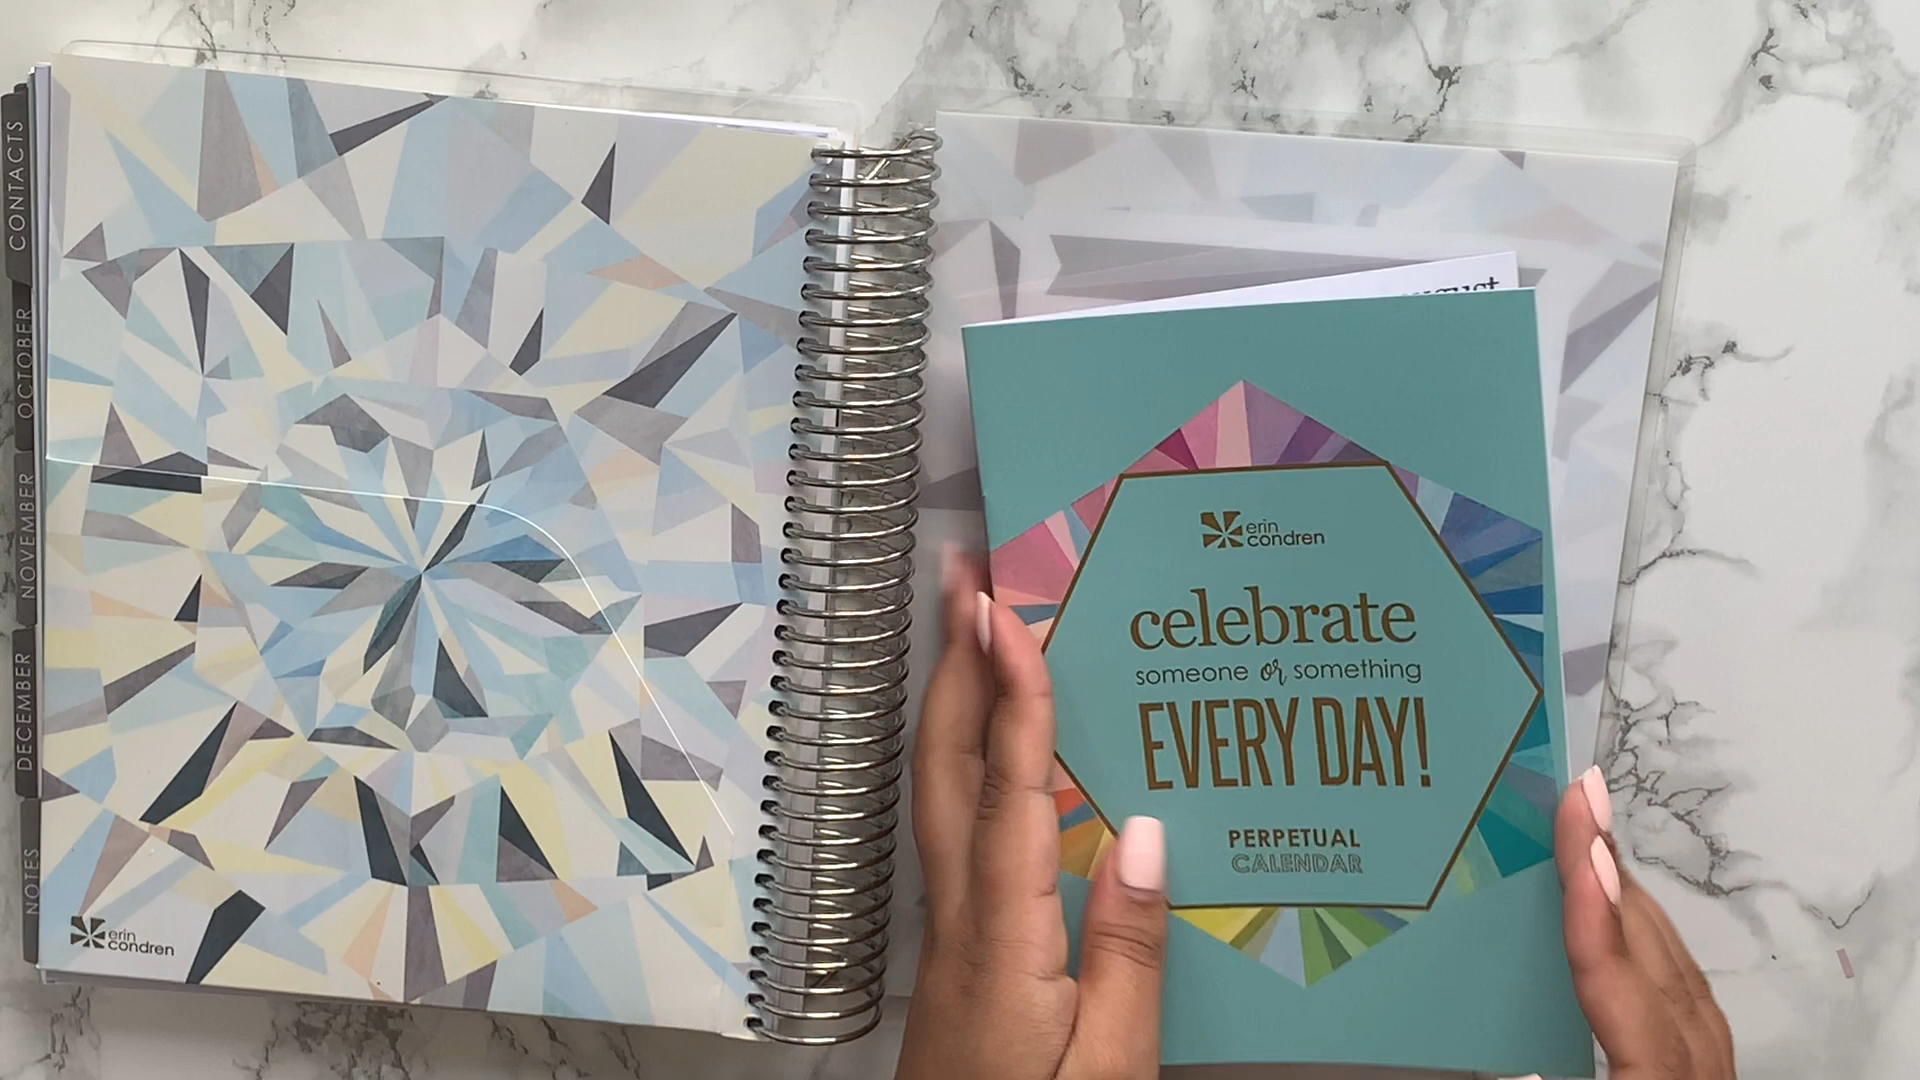 CONTACTS
OCTOBER
NOVEMBER
DECEMBER
NOTES
erin
condren
erin
condren
celebrate
someone or something
EVERY DAY!
PERPETUAL
CALENDAR